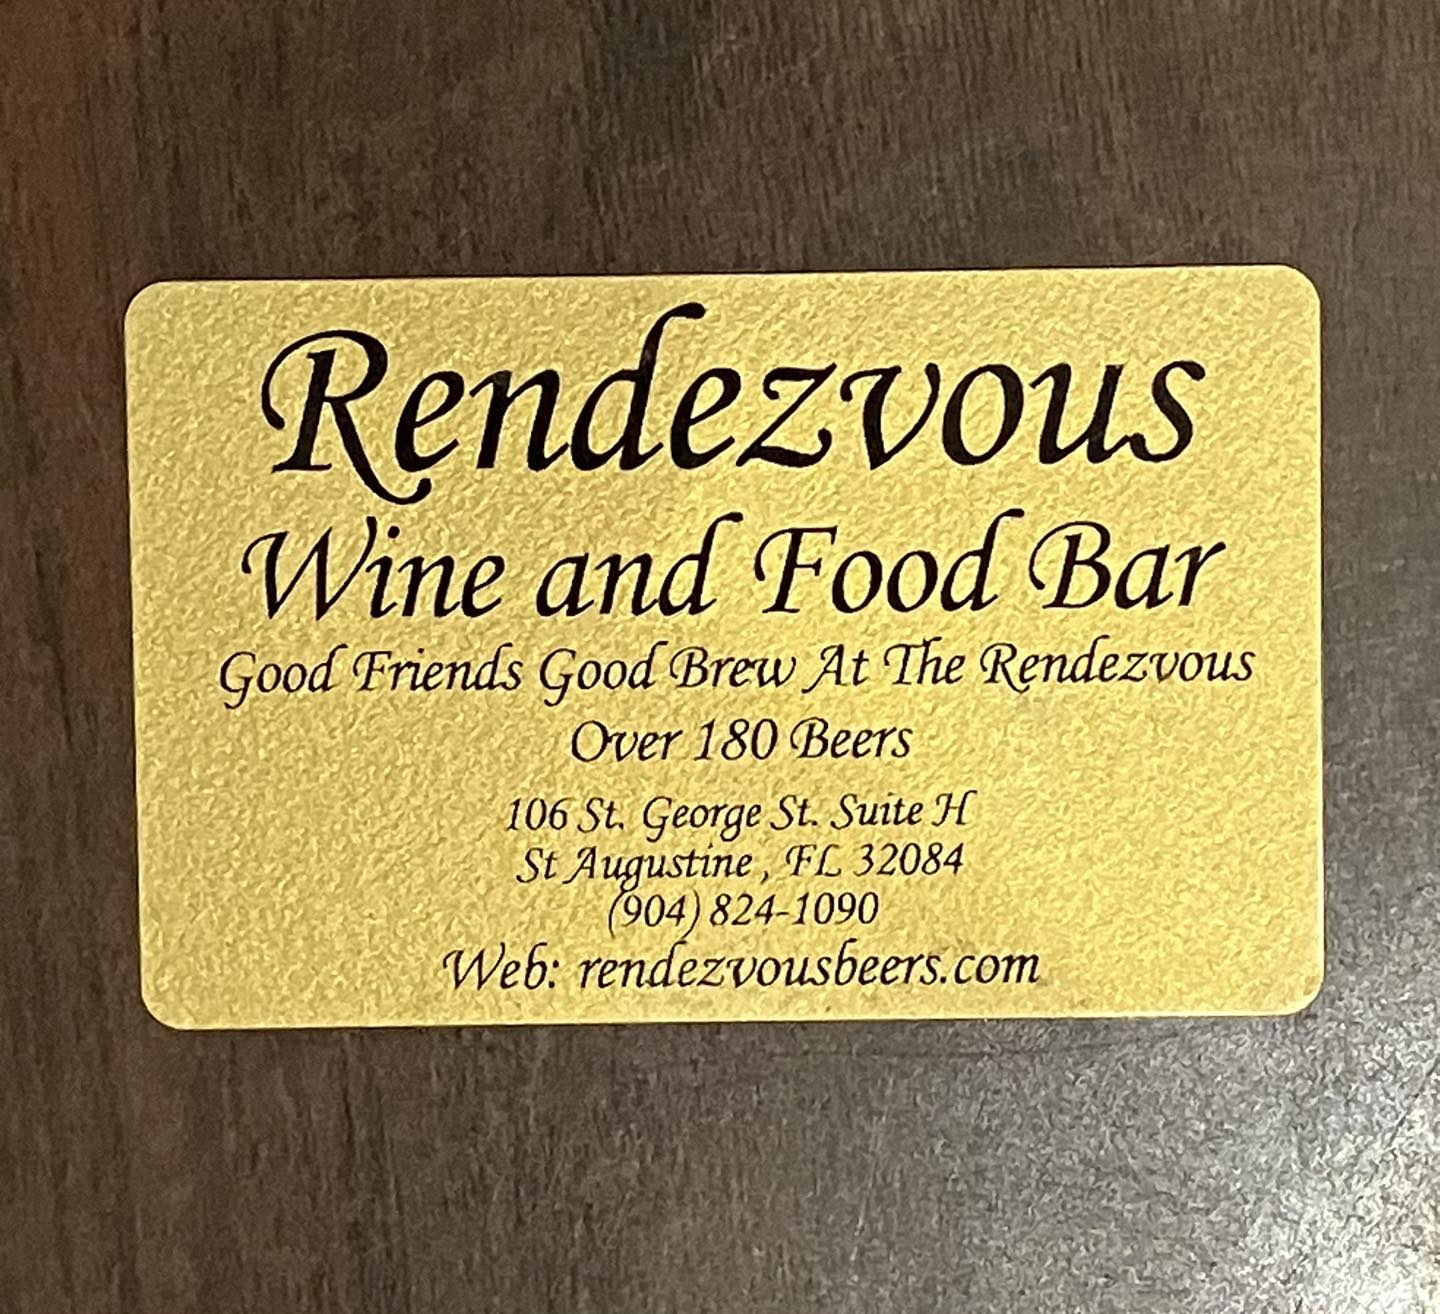 Rendezvous
Wine and Food Bar
Good Friends Good Brew At The Rendezvous
Over 180 Beers
106 St. George St. Suite H
St Augustine , FL 32084
(904) 824-1090
Web: rendezvousbeers.com